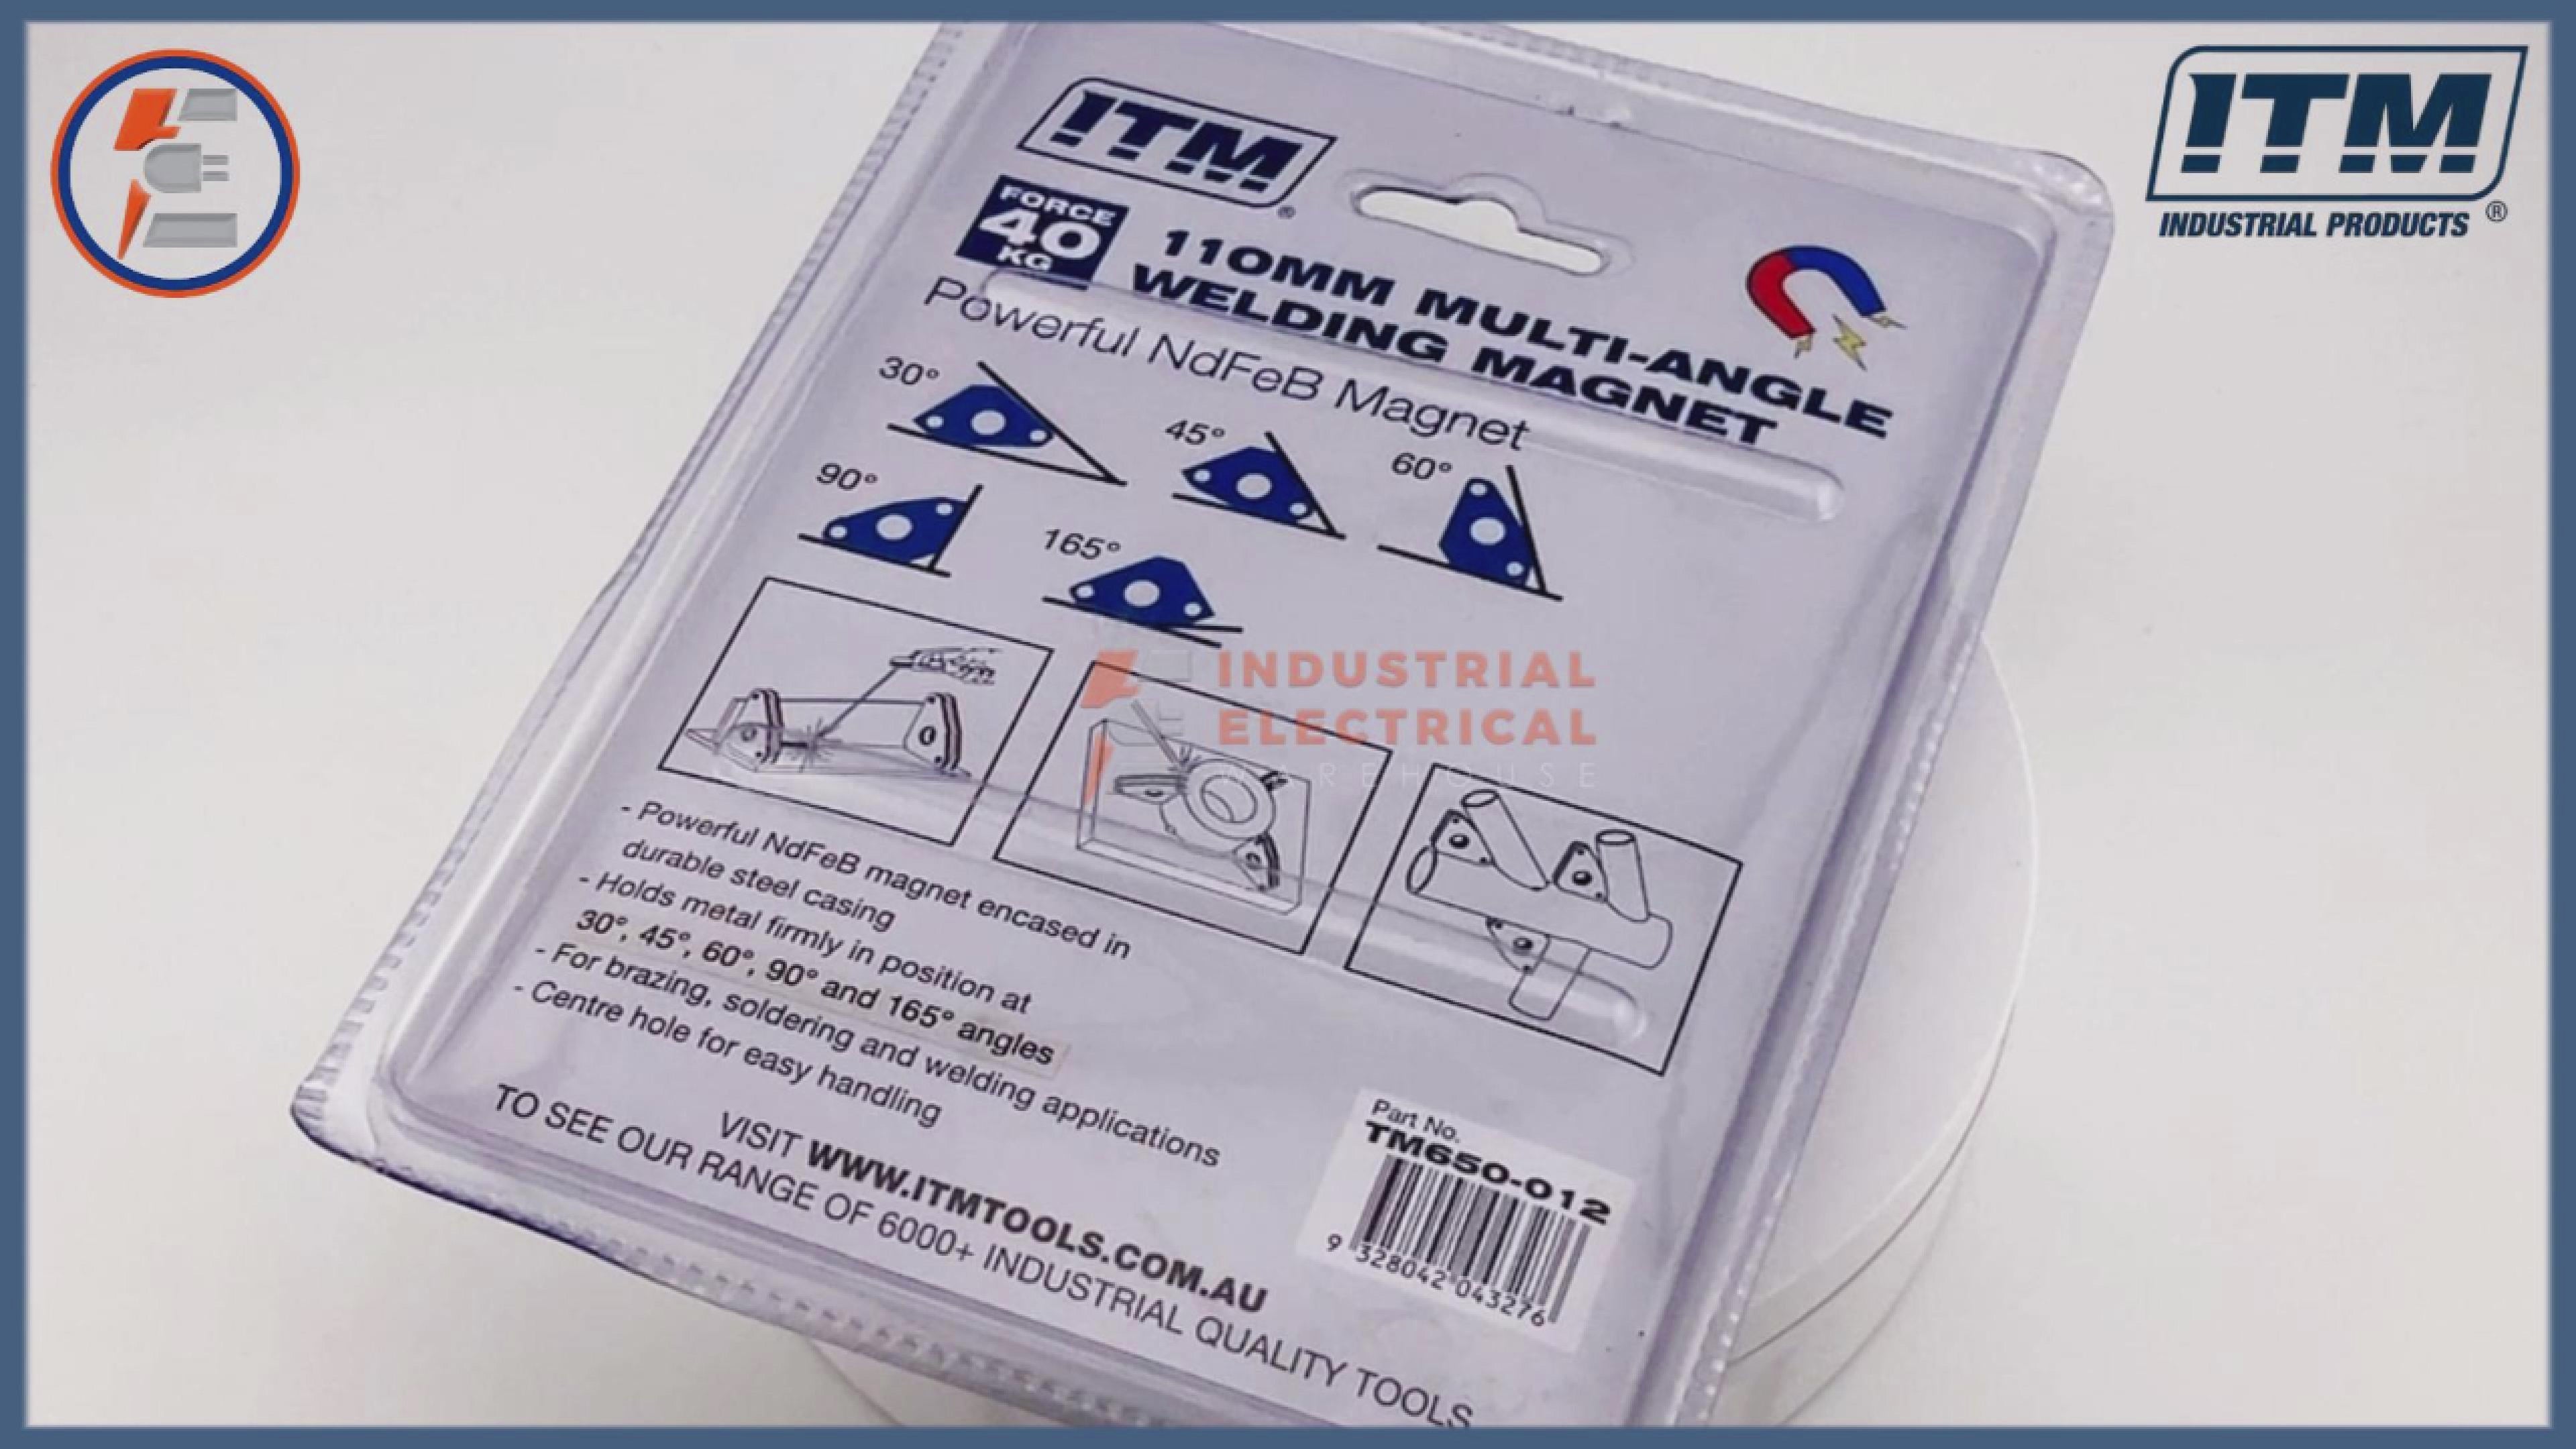 ITM
INDUSTRIAL PRODUCTS ®
ITM
®
FORCE
40
KG
110MM MULTI-ANGLE
WELDING MAGNET
Powerful NdFeB Magnet
30°
45°
60°
90°
165°
INDUSTRIAL
ELECTRICAL
WAREHOUSE
- Powerful NdFeB magnet encased in
durable steel casing
- Holds metal firmly in position at
30°, 45°, 60°, 90° and 165° angles
- For brazing, soldering and welding applications
- Centre hole for easy handling
VISIT WWW.ITMTOOLS.COM.AU
TO SEE OUR RANGE OF 6000+ INDUSTRIAL QUALITY TOOLS
Part No.
TM650-012
9 328042 043276